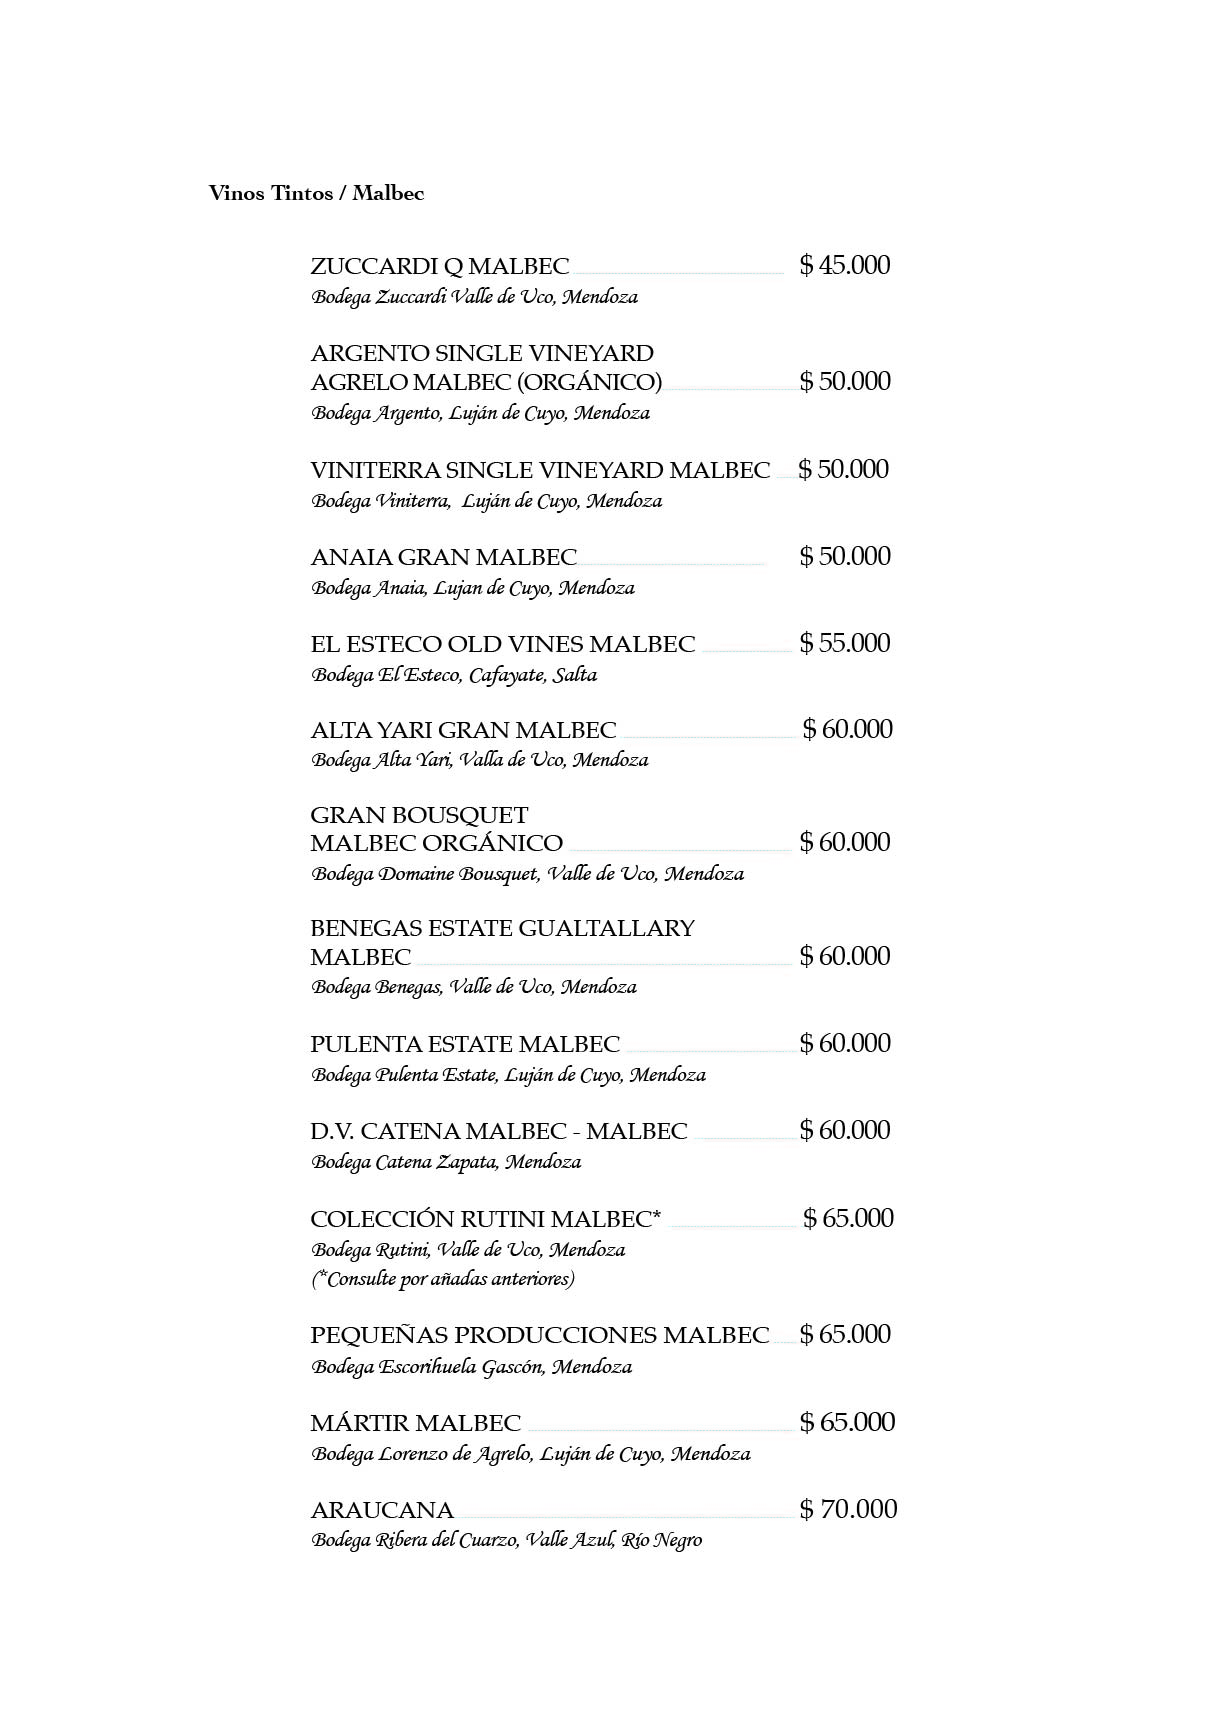 Vinos Tintos / Malbec
ZUCCARDI Q MALBEC $ 45.000
Bodega Zuccardi Valle de Uco, Mendoza
ARGENTO SINGLE VINEYARD
AGRELO MALBEC (ORGÁNICO) $ 50.000
Bodega Argento, Luján de Cuyo, Mendoza
VINITERRA SINGLE VINEYARD MALBEC $ 50.000
Bodega Viniterra, Luján de Cuyo, Mendoza
ANAIA GRAN MALBEC $ 50.000
Bodega Anaia, Lujan de Cuyo, Mendoza
EL ESTECO OLD VINES MALBEC $ 55.000
Bodega El Esteco, Cafayate, Salta
ALTA YARI GRAN MALBEC $ 60.000
Bodega Alta Yari, Valla de Uco, Mendoza
GRAN BOUSQUET
MALBEC ORGÁNICO $ 60.000
Bodega Domaine Bousquet, Valle de Uco, Mendoza
BENEGAS ESTATE GUALTALLARY
MALBEC $ 60.000
Bodega Benegas, Valle de Uco, Mendoza
PULENTA ESTATE MALBEC $ 60.000
Bodega Pulenta Estate, Luján de Cuyo, Mendoza
D.V. CATENA MALBEC - MALBEC $ 60.000
Bodega Catena Zapata, Mendoza
COLECCIÓN RUTINI MALBEC* $ 65.000
Bodega Rutini, Valle de Uco, Mendoza
(*Consulte por añadas anteriores)
PEQUEÑAS PRODUCCIONES MALBEC $ 65.000
Bodega Escorihuela Gascón, Mendoza
MÁRTIR MALBEC $ 65.000
Bodega Lorenzo de Agrelo, Luján de Cuyo, Mendoza
ARAUCANA $ 70.000
Bodega Ribera del Cuarzo, Valle Azul, Río Negro